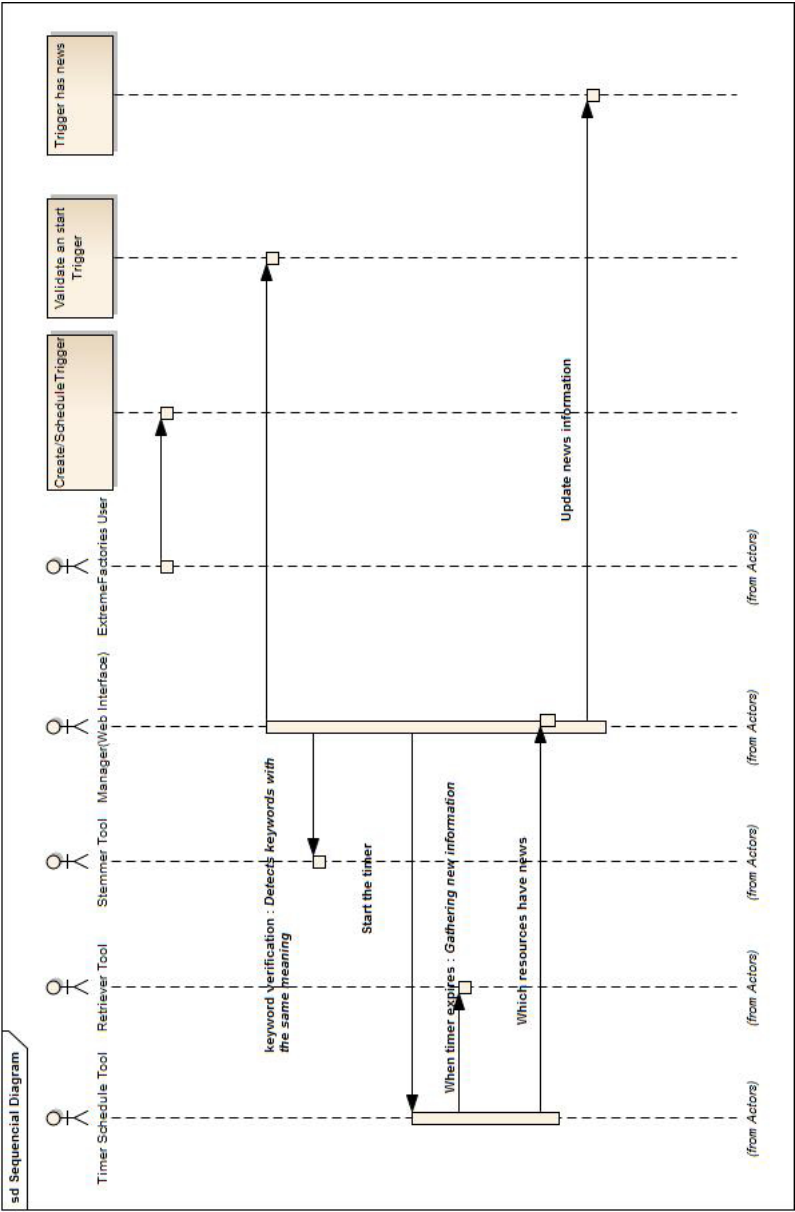 sd Sequencial Diagram
Timer Schedule Tool
Retriever Tool
Stemmer Tool
Manager(Web Interface)
ExtremeFactories User
Create/ScheduleTrigger
Validate an start
Trigger
Trigger has news
keyword verification : Detects keywords with
the same meaning
Start the timer
When timer expires : Gathering new information
Which resources have news
Update news information
(from Actors)
(from Actors)
(from Actors)
(from Actors)
(from Actors)